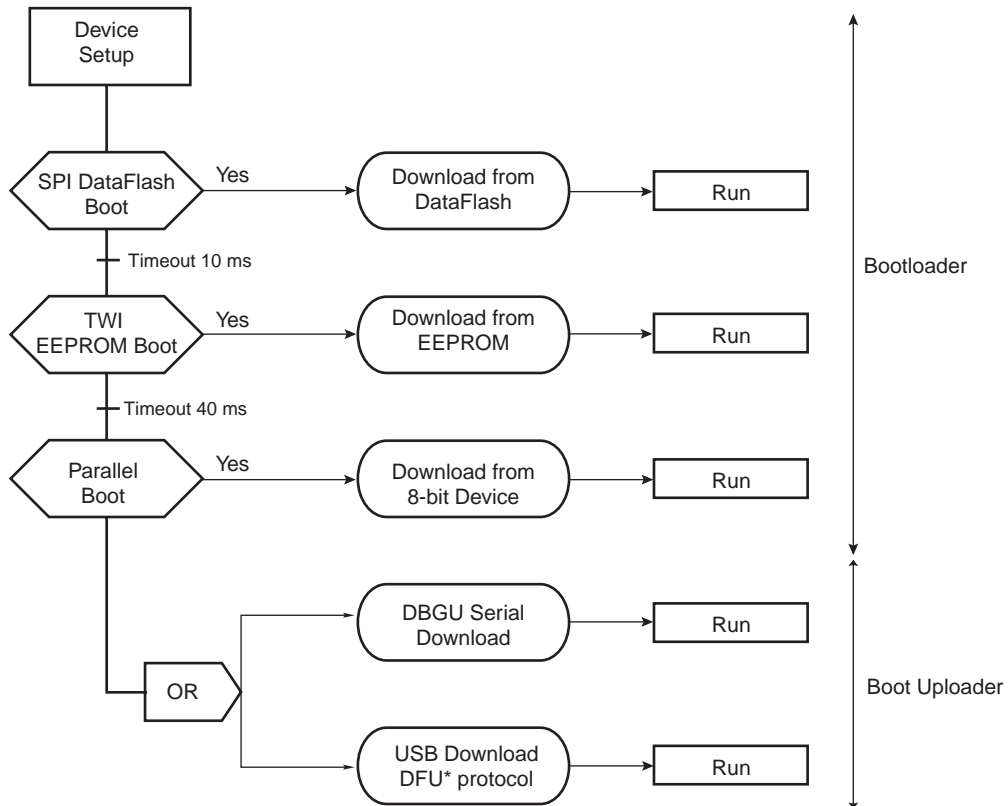 Device
Setup
SPI DataFlash
Boot
Yes
Download from
DataFlash
Run
Timeout 10 ms
Bootloader
TWI
EEPROM Boot
Yes
Download from
EEPROM
Run
Timeout 40 ms
Parallel
Boot
Yes
Download from
8-bit Device
Run
DBGU Serial
Download
Run
OR
Boot Uploader
USB Download
DFU* protocol
Run